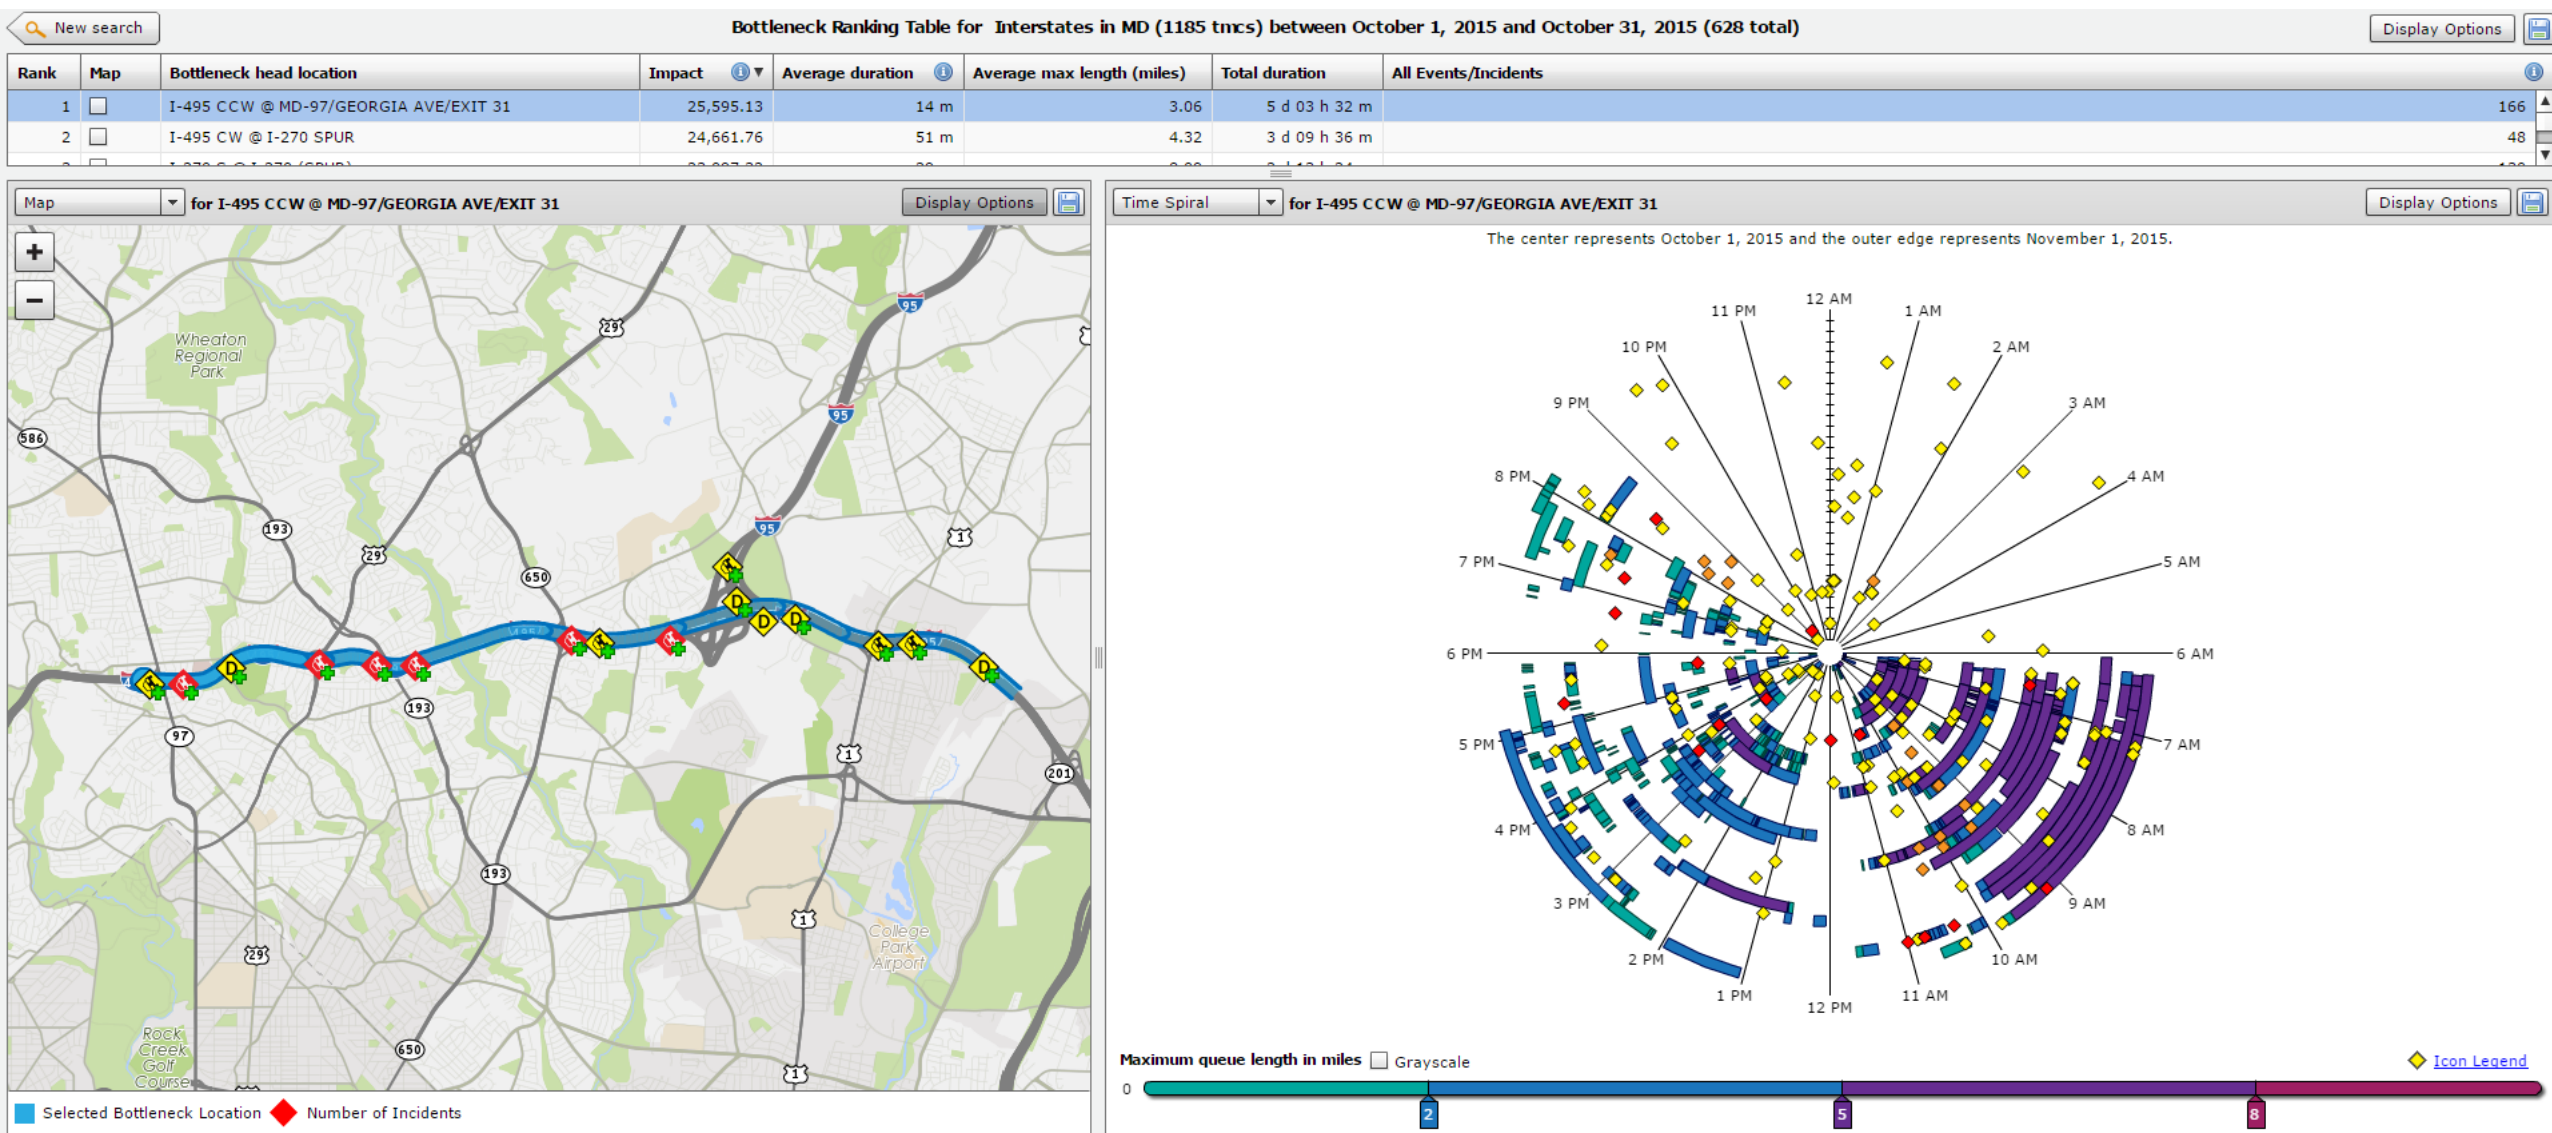 New search
Bottleneck Ranking Table for Interstates in MD (1185 tmcs) between October 1, 2015 and October 31, 2015 (628 total)
Display Options
Rank Map Bottleneck head location Impact Average duration Average max length (miles) Total duration All Events/Incidents
1 I-495 CCW @ MD-97/GEORGIA AVE/EXIT 31 25,595.13 14 m 3.06 5 d 03 h 32 m 166
2 I-495 CW @ I-270 SPUR 24,661.76 51 m 4.32 3 d 09 h 36 m 48
Map for I-495 CCW @ MD-97/GEORGIA AVE/EXIT 31 Display Options
+
−
Wheaton
Regional
Park
29
95
95
586
193
29
95
1
650
D
D
D
D
D
97
193
1
201
193
1
29
College
Park
Airport
Rock
Creek
Golf
Course
650
1
Selected Bottleneck Location Number of Incidents
Time Spiral for I-495 CCW @ MD-97/GEORGIA AVE/EXIT 31 Display Options
The center represents October 1, 2015 and the outer edge represents November 1, 2015.
12 AM
11 PM 1 AM
10 PM 2 AM
9 PM 3 AM
8 PM 4 AM
7 PM 5 AM
6 PM 6 AM
5 PM 7 AM
4 PM 8 AM
3 PM 9 AM
2 PM 10 AM
1 PM 11 AM
12 PM
Maximum queue length in miles Grayscale Icon Legend
0
2 5 8